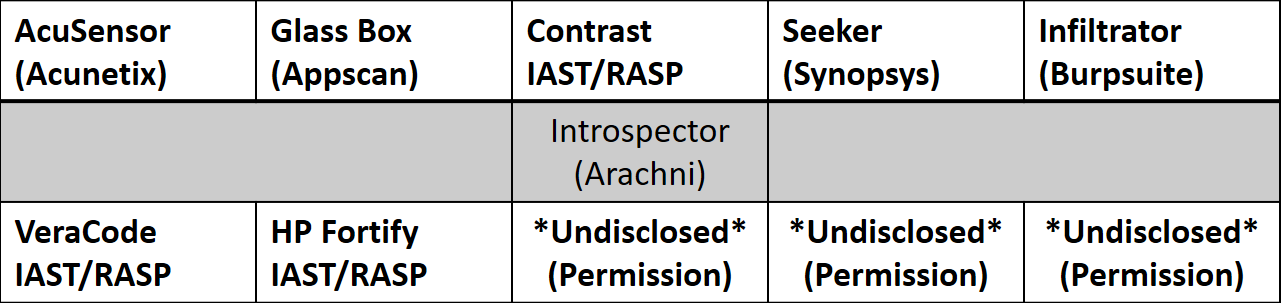 AcuSensor
(Acunetix)
Glass Box
(Appscan)
Contrast
IAST/RASP
Seeker
(Synopsys)
Infiltrator
(Burpsuite)
Introspector
(Arachni)
VeraCode
IAST/RASP
HP Fortify
IAST/RASP
*Undisclosed*
(Permission)
*Undisclosed*
(Permission)
*Undisclosed*
(Permission)